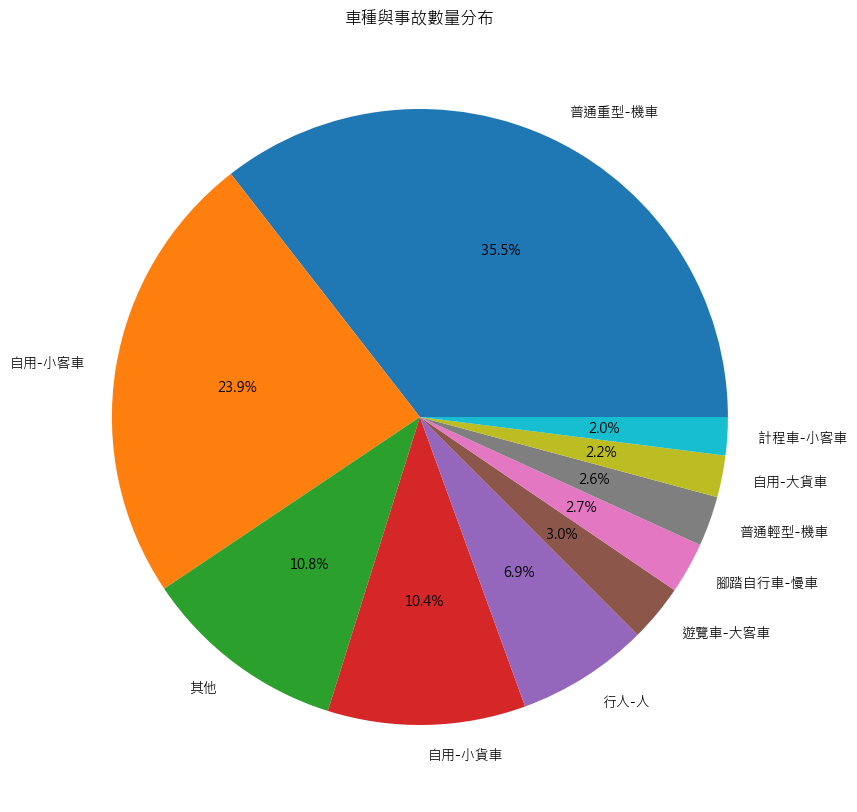 車種與事故數量分布
普通重型-機車
35.5%
自用-小客車
23.9%
其他
10.8%
自用-小貨車
10.4%
行人-人
6.9%
遊覽車-大客車
3.0%
腳踏自行車-慢車
2.7%
普通輕型-機車
2.6%
自用-大貨車
2.2%
計程車-小客車
2.0%